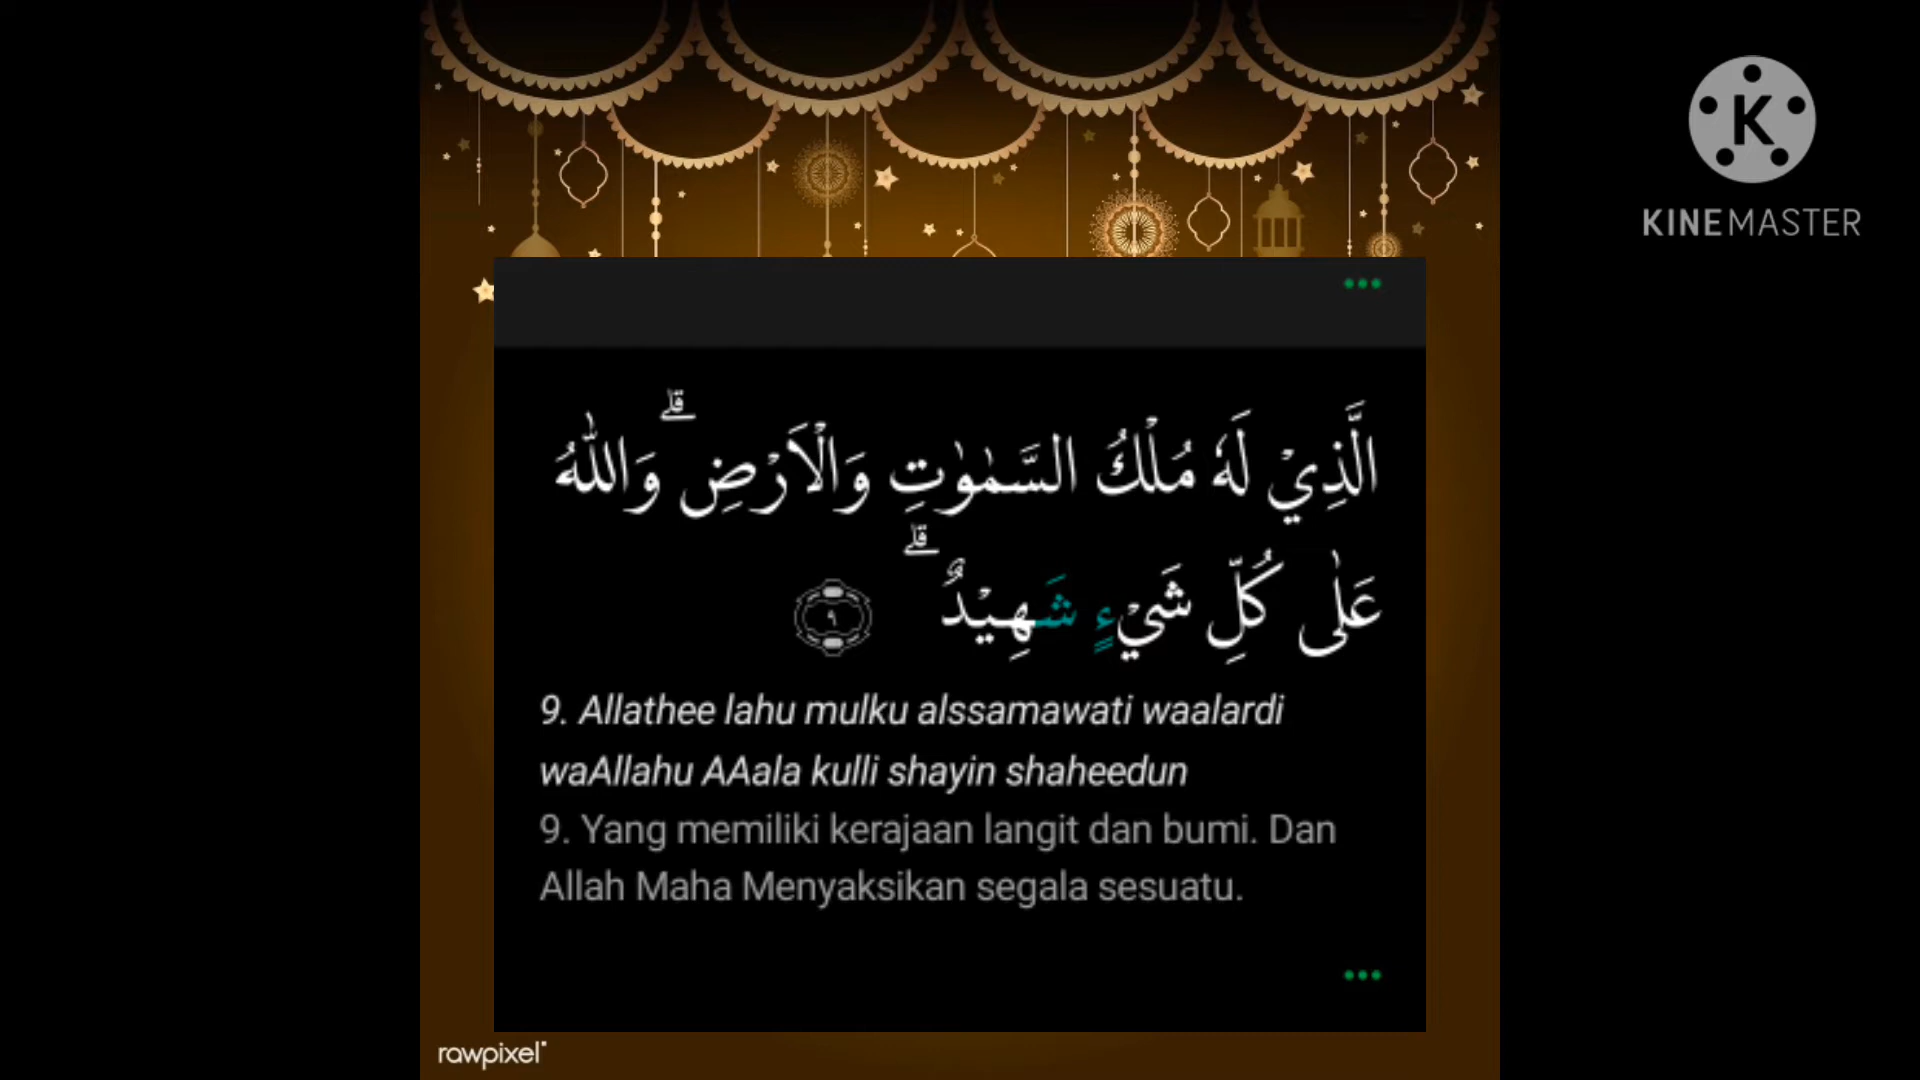 KINEMASTER
الَّذِيْ لَهٗ مُلْكُ السَّمٰوٰتِ وَالْاَرْضِ ۗ وَاللّٰهُ
عَلٰى كُلِّ شَيْءٍ شَهِيْدٌ ۗ ٩
9. Allathee lahu mulku alssamawati waalardi
waAllahu AAala kulli shayin shaheedun
9. Yang memiliki kerajaan langit dan bumi. Dan
Allah Maha Menyaksikan segala sesuatu.
rawpixel